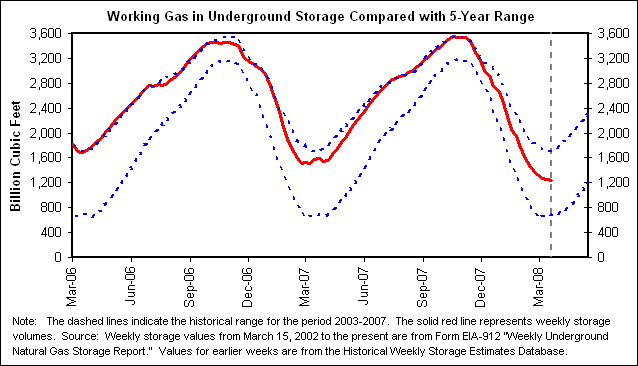 Working Gas in Underground Storage Compared with 5-Year Range
3,600 3,600
3,200 3,200
2,800 2,800
2,400 2,400
2,000 2,000
1,600 1,600
1,200 1,200
800 800
400 400
0 0
Billion Cubic Feet
Mar-06 Jun-06 Sep-06 Dec-06 Mar-07 Jun-07 Sep-07 Dec-07 Mar-08
Note: The dashed lines indicate the historical range for the period 2003-2007. The solid red line represents weekly storage
volumes. Source: Weekly storage values from March 15, 2002 to the present are from Form EIA-912 "Weekly Underground
Natural Gas Storage Report." Values for earlier weeks are from the Historical Weekly Storage Estimates Database.